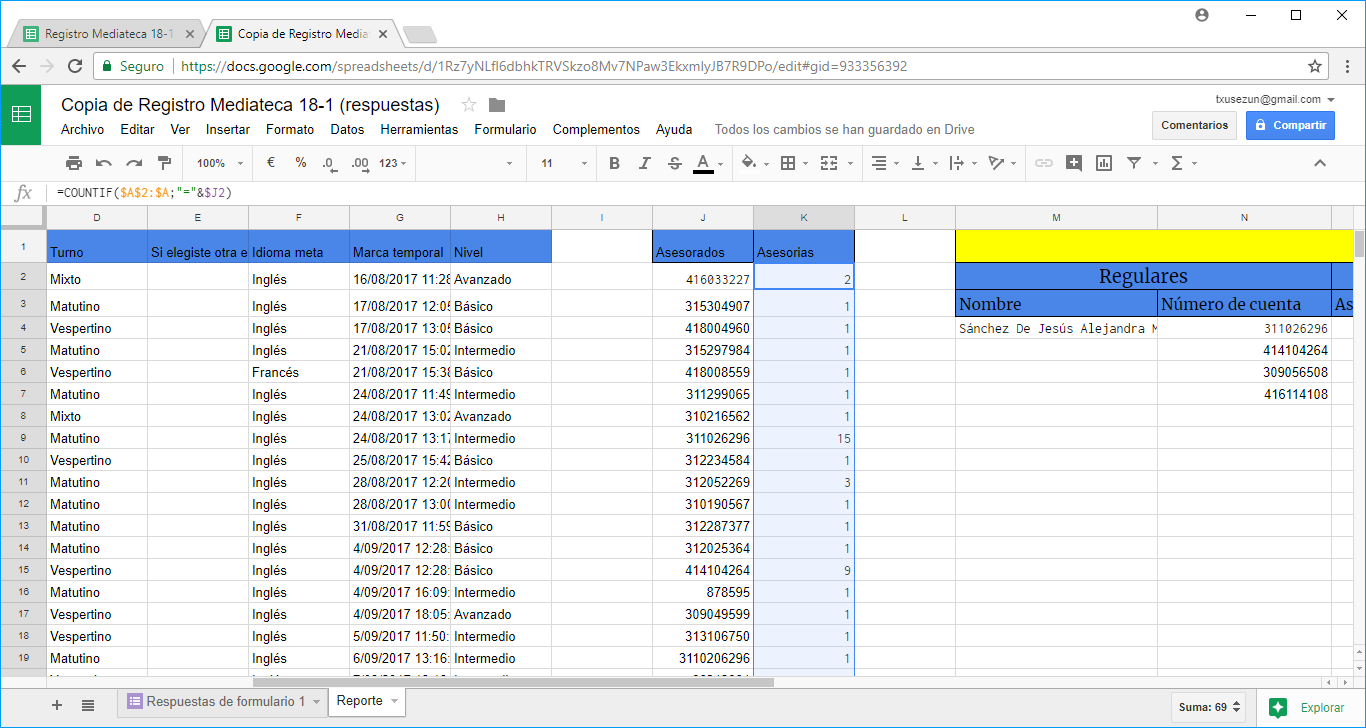 Registro Mediateca 18-1
Copia de Registro Media
Seguro https://docs.google.com/spreadsheets/d/1Rz7yNLfl6dbhkTRVSkzo8Mv7NPaw3EkxmlyJB7R9DPo/edit#gid=933356392
Copia de Registro Mediateca 18-1 (respuestas)
txusezun@gmail.com
Archivo Editar Ver Insertar Formato Datos Herramientas Formulario Complementos Ayuda Todos los cambios se han guardado en Drive
Comentarios Compartir
100% € % .0 .00 123 11 B I S A Σ
fx =COUNTIF($A$2:$A;"="&$J2)
D E F G H I J K L M N
1 Turno Si elegiste otra e Idioma meta Marca temporal Nivel Asesorados Asesorias
2 Mixto Inglés 16/08/2017 11:28 Avanzado 416033227 2 Regulares
3 Matutino Inglés 17/08/2017 12:05 Básico 315304907 1 Nombre Número de cuenta As
4 Vespertino Inglés 17/08/2017 13:05 Básico 418004960 1 Sánchez De Jesús Alejandra M 311026296
5 Matutino Inglés 21/08/2017 15:02 Intermedio 315297984 1 414104264
6 Vespertino Francés 21/08/2017 15:38 Básico 418008559 1 309056508
7 Matutino Inglés 24/08/2017 11:49 Intermedio 311299065 1 416114108
8 Mixto Inglés 24/08/2017 13:02 Avanzado 310216562 1
9 Matutino Inglés 24/08/2017 13:17 Intermedio 311026296 15
10 Vespertino Inglés 25/08/2017 15:42 Básico 312234584 1
11 Matutino Inglés 28/08/2017 12:20 Intermedio 312052269 3
12 Matutino Inglés 28/08/2017 13:00 Intermedio 310190567 1
13 Matutino Inglés 31/08/2017 11:59 Básico 312287377 1
14 Matutino Inglés 4/09/2017 12:28: Básico 312025364 1
15 Vespertino Inglés 4/09/2017 12:28: Básico 414104264 9
16 Matutino Inglés 4/09/2017 16:09: Intermedio 878595 1
17 Vespertino Inglés 4/09/2017 18:05: Avanzado 309049599 1
18 Vespertino Inglés 5/09/2017 11:50: Intermedio 313106750 1
19 Matutino Inglés 6/09/2017 13:16: Intermedio 3110206296 1
Respuestas de formulario 1 Reporte Suma: 69 Explorar